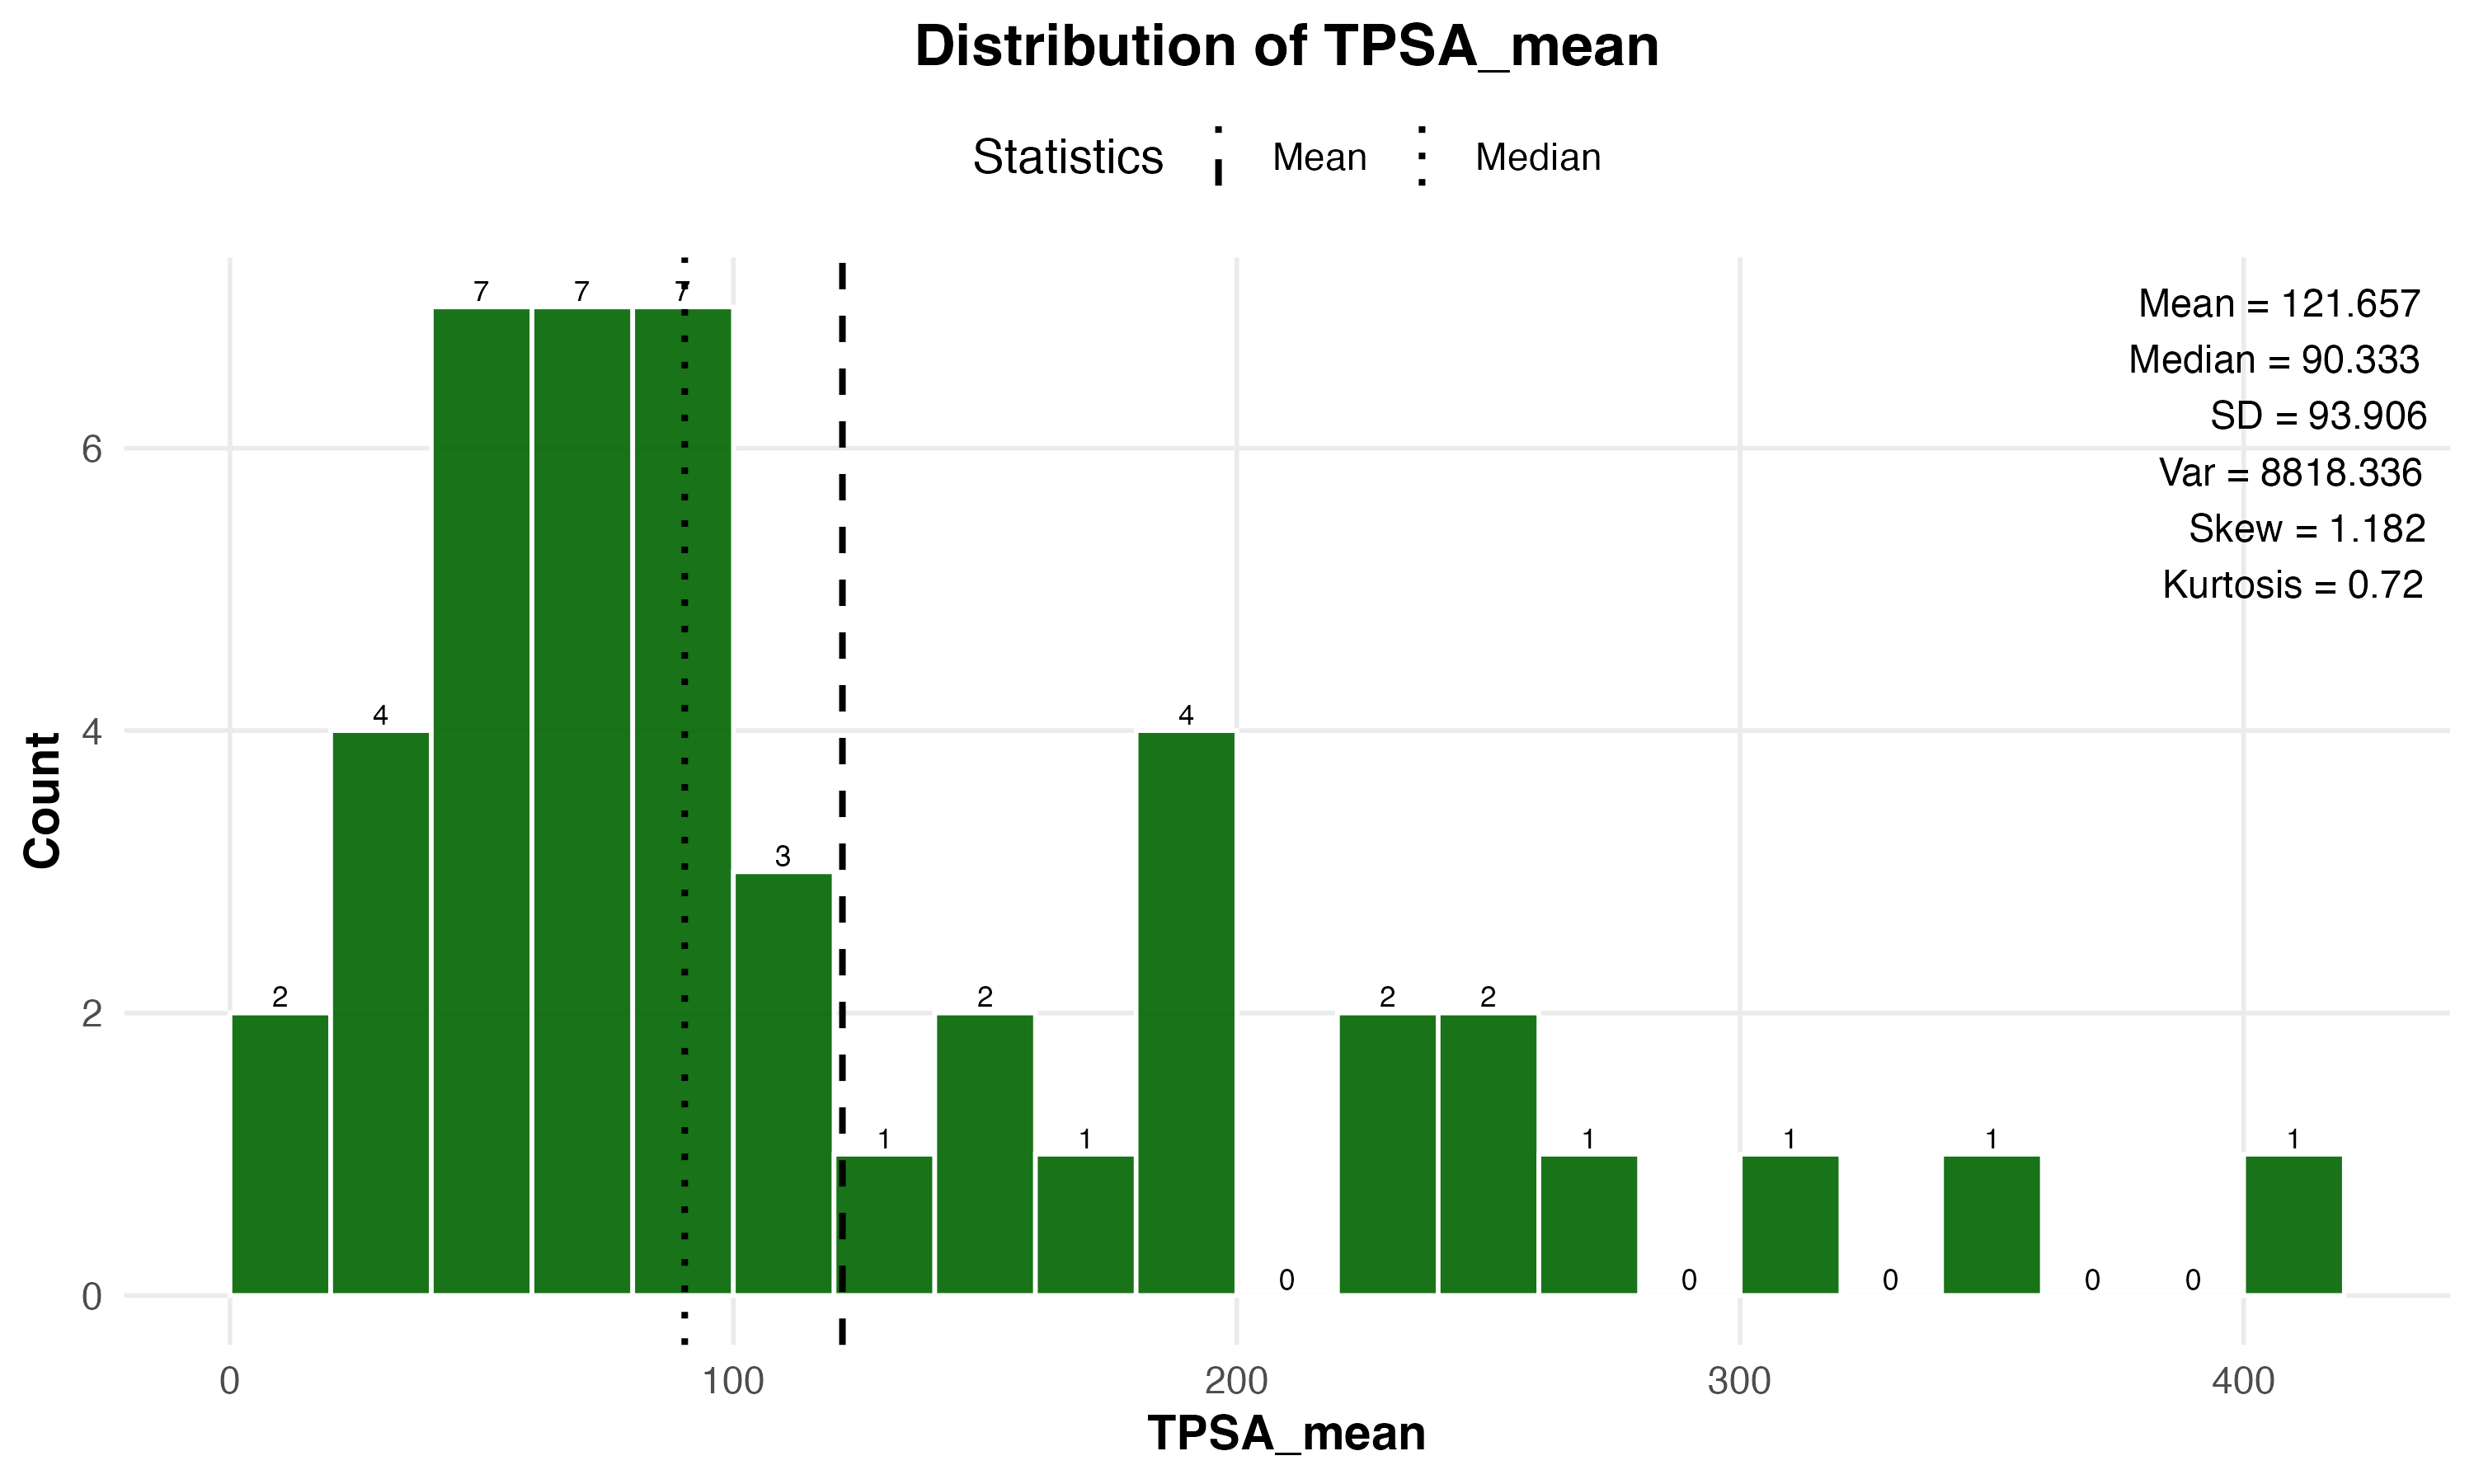 Distribution of TPSA_mean
Statistics Mean Median
Mean = 121.657
Median = 90.333
SD = 93.906
Var = 8818.336
Skew = 1.182
Kurtosis = 0.72
Count
6
4
2
0
2 4 7 7 7 3 1 2 1 4 0 2 2 1 0 1 0 1 0 0 1
0 100 200 300 400
TPSA_mean